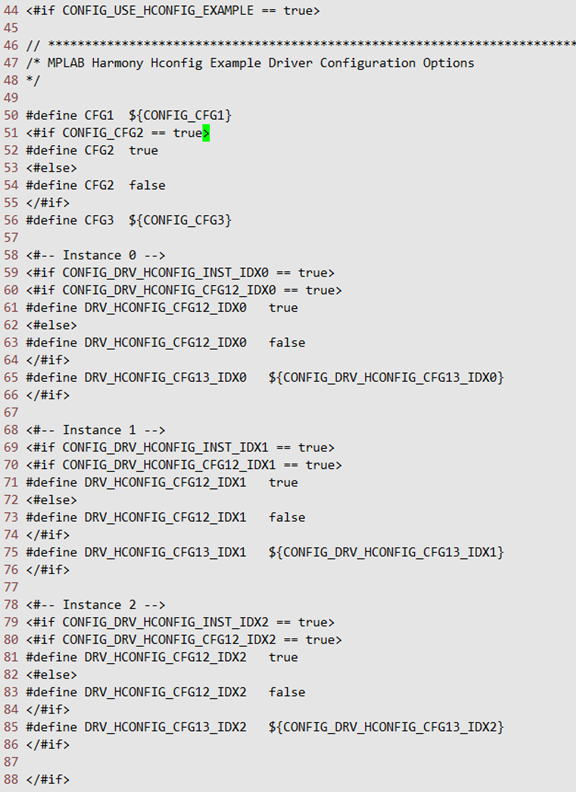 44 <#if CONFIG_USE_HCONFIG_EXAMPLE == true>
45
46 // ************************************************************************
47 /* MPLAB Harmony Hconfig Example Driver Configuration Options
48 */
49
50 #define CFG1  ${CONFIG_CFG1}
51 <#if CONFIG_CFG2 == true>
52 #define CFG2  true
53 <#else>
54 #define CFG2  false
55 </#if>
56 #define CFG3  ${CONFIG_CFG3}
57
58 <#-- Instance 0 -->
59 <#if CONFIG_DRV_HCONFIG_INST_IDX0 == true>
60 <#if CONFIG_DRV_HCONFIG_CFG12_IDX0 == true>
61 #define DRV_HCONFIG_CFG12_IDX0   true
62 <#else>
63 #define DRV_HCONFIG_CFG12_IDX0   false
64 </#if>
65 #define DRV_HCONFIG_CFG13_IDX0   ${CONFIG_DRV_HCONFIG_CFG13_IDX0}
66 </#if>
67
68 <#-- Instance 1 -->
69 <#if CONFIG_DRV_HCONFIG_INST_IDX1 == true>
70 <#if CONFIG_DRV_HCONFIG_CFG12_IDX1 == true>
71 #define DRV_HCONFIG_CFG12_IDX1   true
72 <#else>
73 #define DRV_HCONFIG_CFG12_IDX1   false
74 </#if>
75 #define DRV_HCONFIG_CFG13_IDX1   ${CONFIG_DRV_HCONFIG_CFG13_IDX1}
76 </#if>
77
78 <#-- Instance 2 -->
79 <#if CONFIG_DRV_HCONFIG_INST_IDX2 == true>
80 <#if CONFIG_DRV_HCONFIG_CFG12_IDX2 == true>
81 #define DRV_HCONFIG_CFG12_IDX2   true
82 <#else>
83 #define DRV_HCONFIG_CFG12_IDX2   false
84 </#if>
85 #define DRV_HCONFIG_CFG13_IDX2   ${CONFIG_DRV_HCONFIG_CFG13_IDX2}
86 </#if>
87
88 </#if>